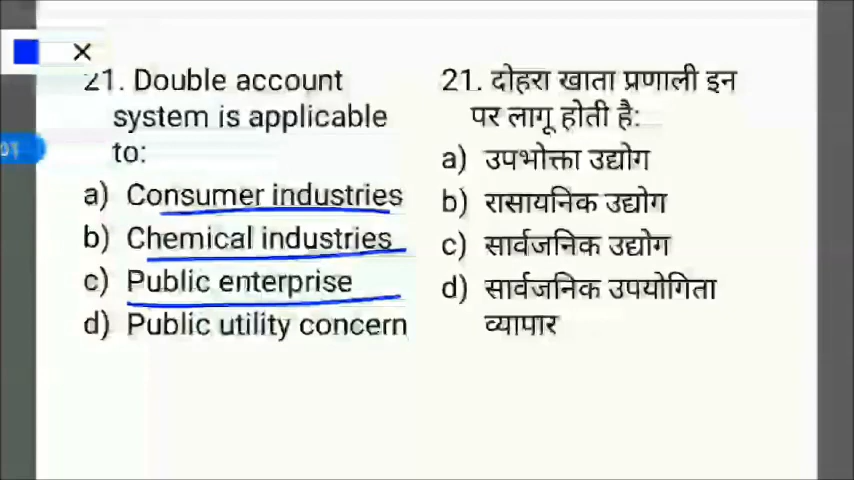 21. Double account
system is applicable
to:
a) Consumer industries
b) Chemical industries
c) Public enterprise
d) Public utility concern
21. दोहरा खाता प्रणाली इन
पर लागू होती है:
a) उपभोक्ता उद्योग
b) रासायनिक उद्योग
c) सार्वजनिक उद्योग
d) सार्वजनिक उपयोगिता
व्यापार